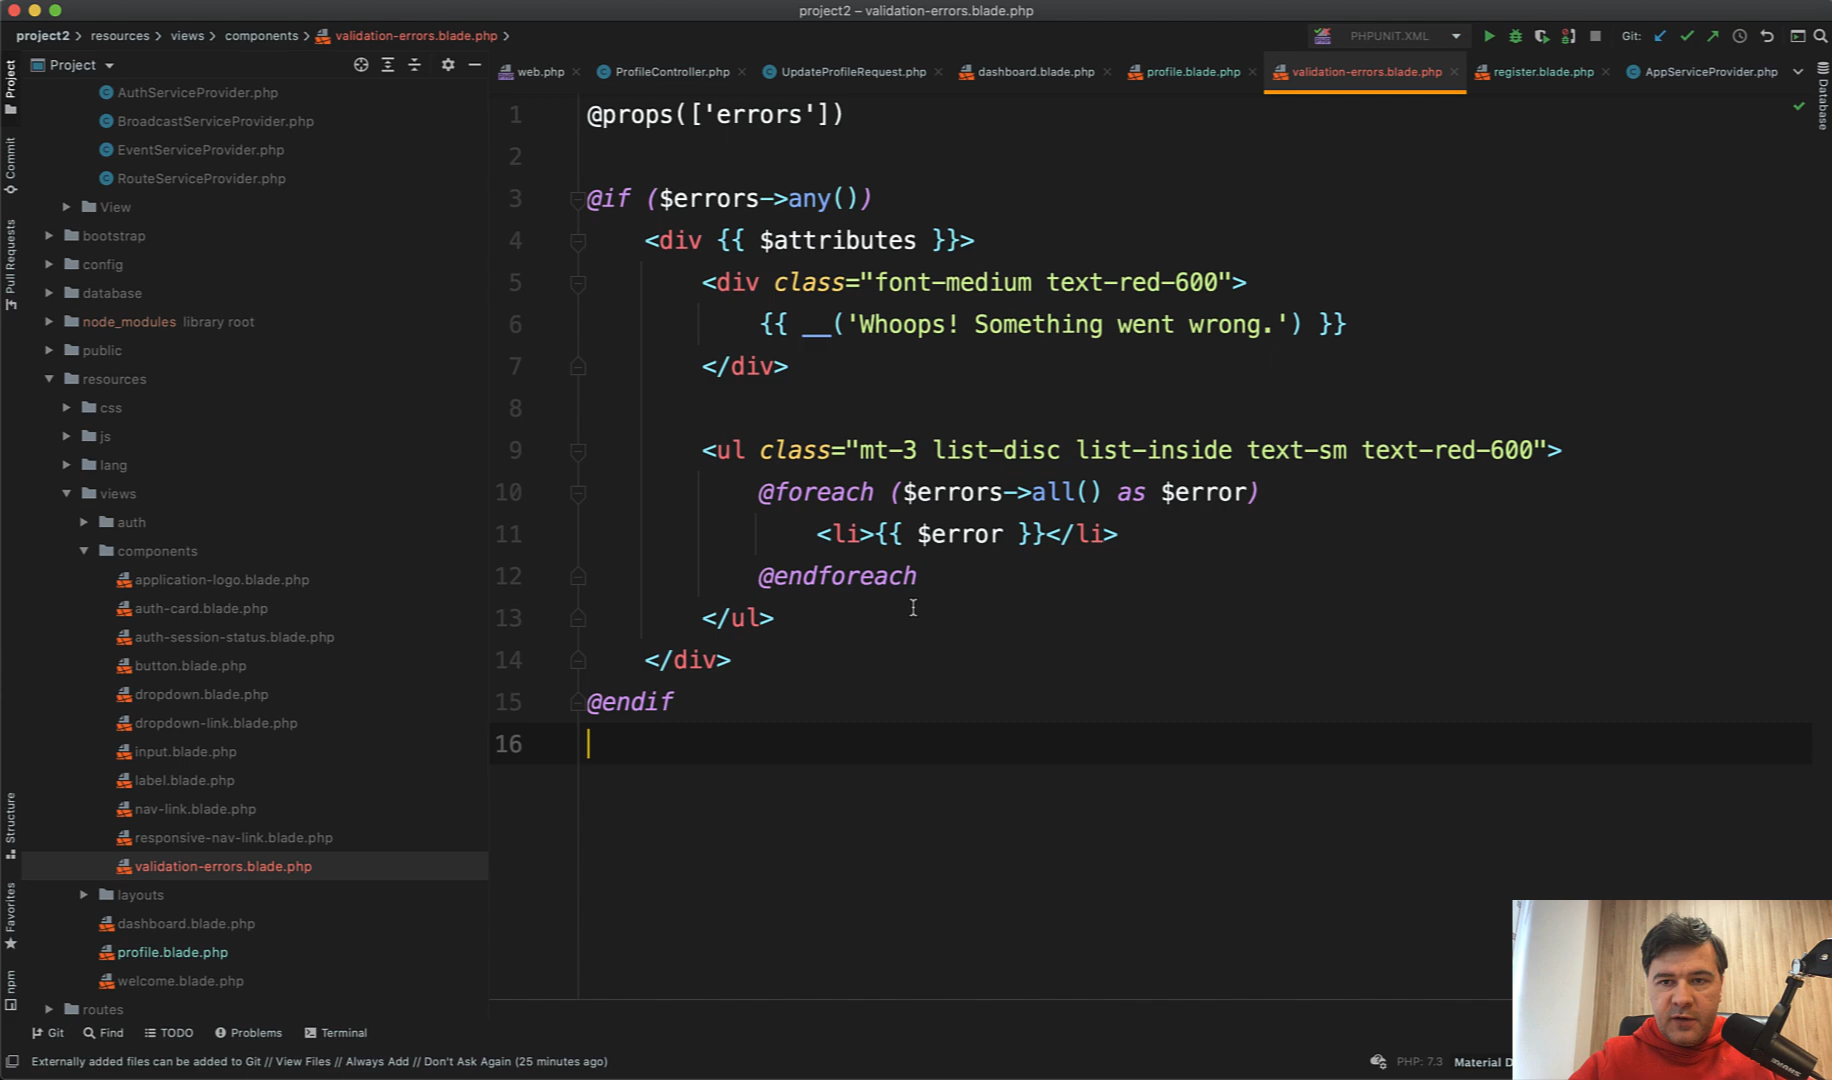 project2 – validation-errors.blade.php
project2 > resources > views > components > validation-errors.blade.php >
PHPUNIT.XML
Git:
Project
web.php
ProfileController.php
UpdateProfileRequest.php
dashboard.blade.php
profile.blade.php
validation-errors.blade.php
register.blade.php
AppServiceProvider.php
Project
Commit
Pull Requests
Structure
Favorites
npm
Database
AuthServiceProvider.php
BroadcastServiceProvider.php
EventServiceProvider.php
RouteServiceProvider.php
View
bootstrap
config
database
node_modules library root
public
resources
css
js
lang
views
auth
components
application-logo.blade.php
auth-card.blade.php
auth-session-status.blade.php
button.blade.php
dropdown.blade.php
dropdown-link.blade.php
input.blade.php
label.blade.php
nav-link.blade.php
responsive-nav-link.blade.php
validation-errors.blade.php
layouts
dashboard.blade.php
profile.blade.php
welcome.blade.php
routes
1 @props(['errors'])
2
3 @if ($errors->any())
4 <div {{ $attributes }}>
5 <div class="font-medium text-red-600">
6 {{ __('Whoops! Something went wrong.') }}
7 </div>
8
9 <ul class="mt-3 list-disc list-inside text-sm text-red-600">
10 @foreach ($errors->all() as $error)
11 <li>{{ $error }}</li>
12 @endforeach
13 </ul>
14 </div>
15 @endif
16
Git
Find
TODO
Problems
Terminal
Externally added files can be added to Git // View Files // Always Add // Don't Ask Again (25 minutes ago)
PHP: 7.3
Material